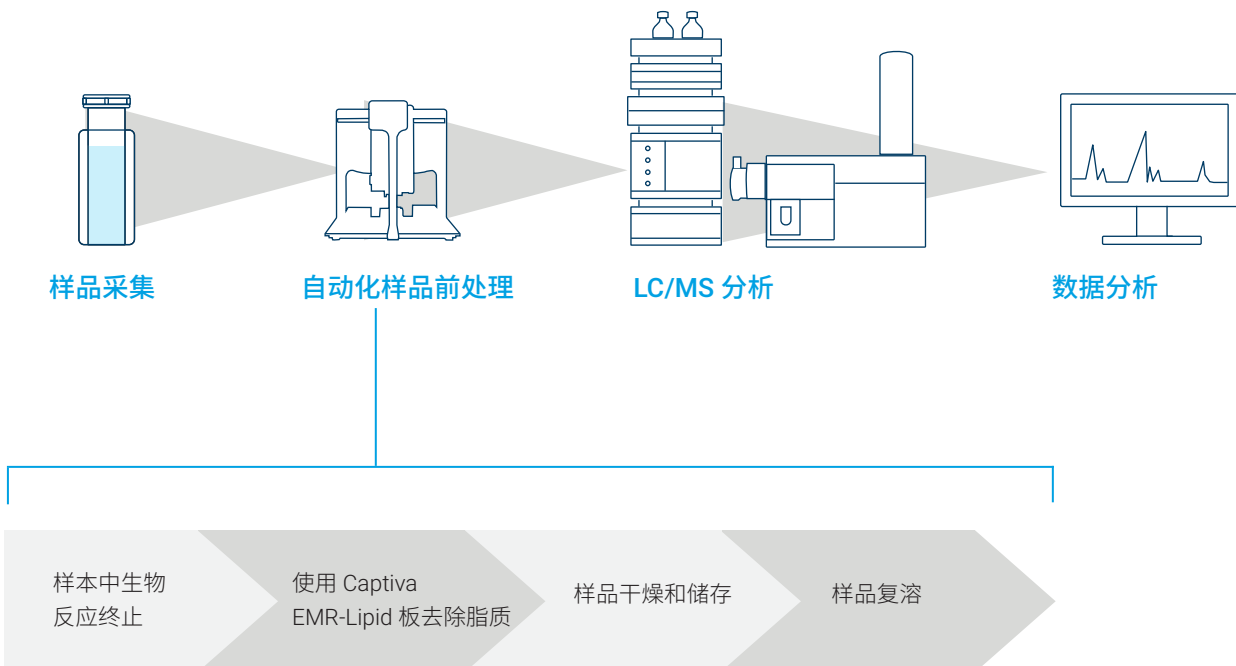 样品采集
自动化样品前处理
LC/MS 分析
数据分析
样本中生物
反应终止
使用 Captiva
EMR-Lipid 板去除脂质
样品干燥和储存
样品复溶